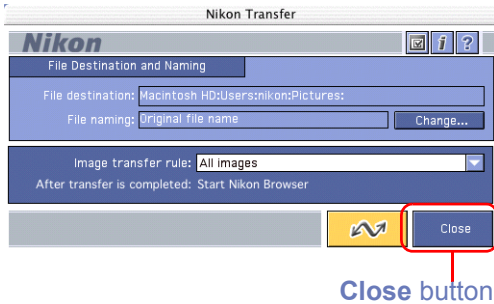 Nikon Transfer
Nikon
i ?
File Destination and Naming
File destination: Macintosh HD:Users:nikon:Pictures:
File naming: Original file name Change...
Image transfer rule: All images
After transfer is completed: Start Nikon Browser
Close
Close button